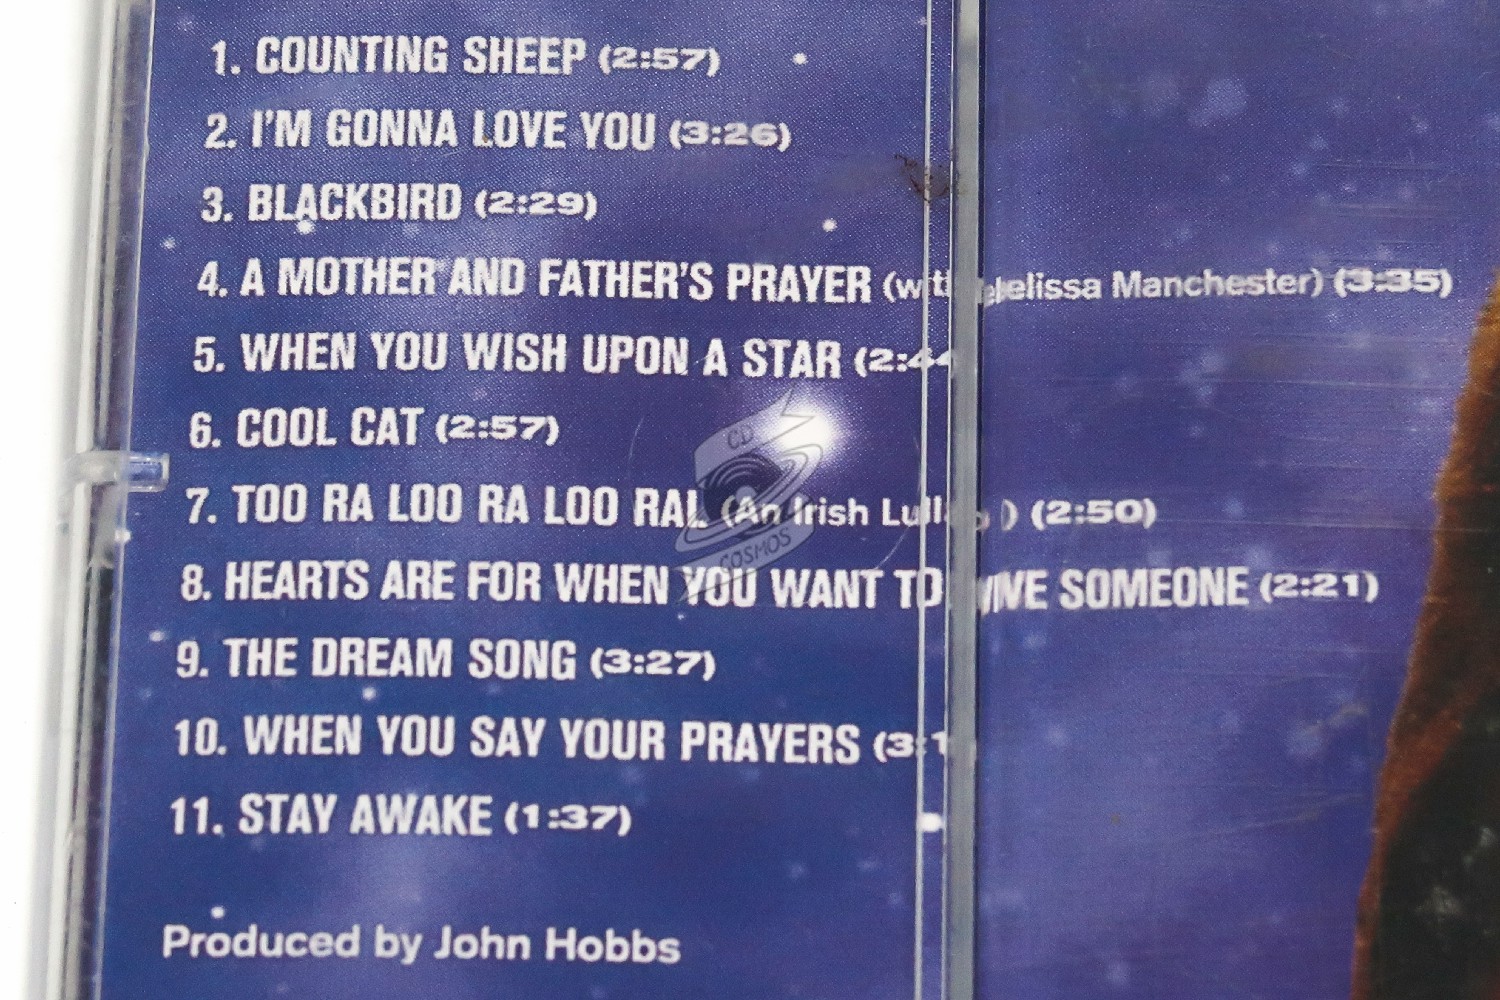 1. COUNTING SHEEP (2:57)
2. I'M GONNA LOVE YOU (3:26)
3. BLACKBIRD (2:29)
4. A MOTHER AND FATHER'S PRAYER Manchester) (3:35)
5. WHEN YOU WISH UPON A STAR
6. COOL CAT (2:57)
CD
7. TOO RA LOO RA LOO RAL (An Irish (2:50)
COSMOS
8. HEARTS ARE FOR WHEN YOU WANT TO SOMEONE (2:21)
9. THE DREAM SONG (3:27)
10. WHEN YOU SAY YOUR PRAYERS
11. STAY AWAKE (1:37)
Produced by John Hobbs